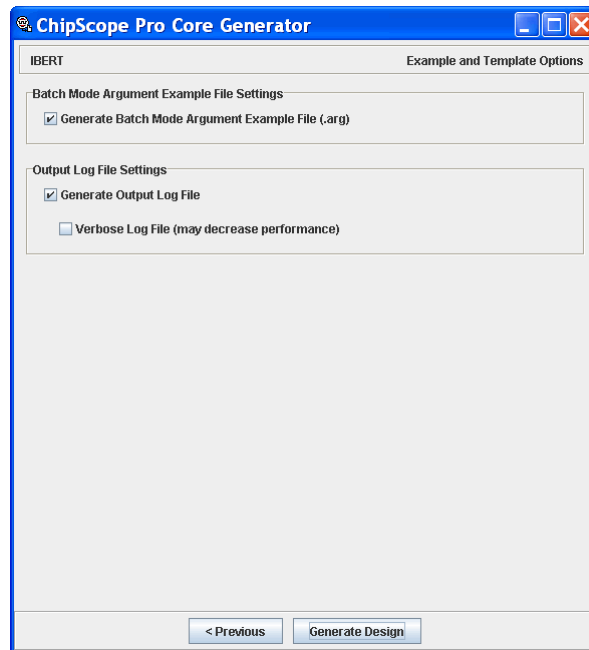 ChipScope Pro Core Generator
IBERT Example and Template Options
Batch Mode Argument Example File Settings
Generate Batch Mode Argument Example File (.arg)
Output Log File Settings
Generate Output Log File
Verbose Log File (may decrease performance)
< Previous Generate Design